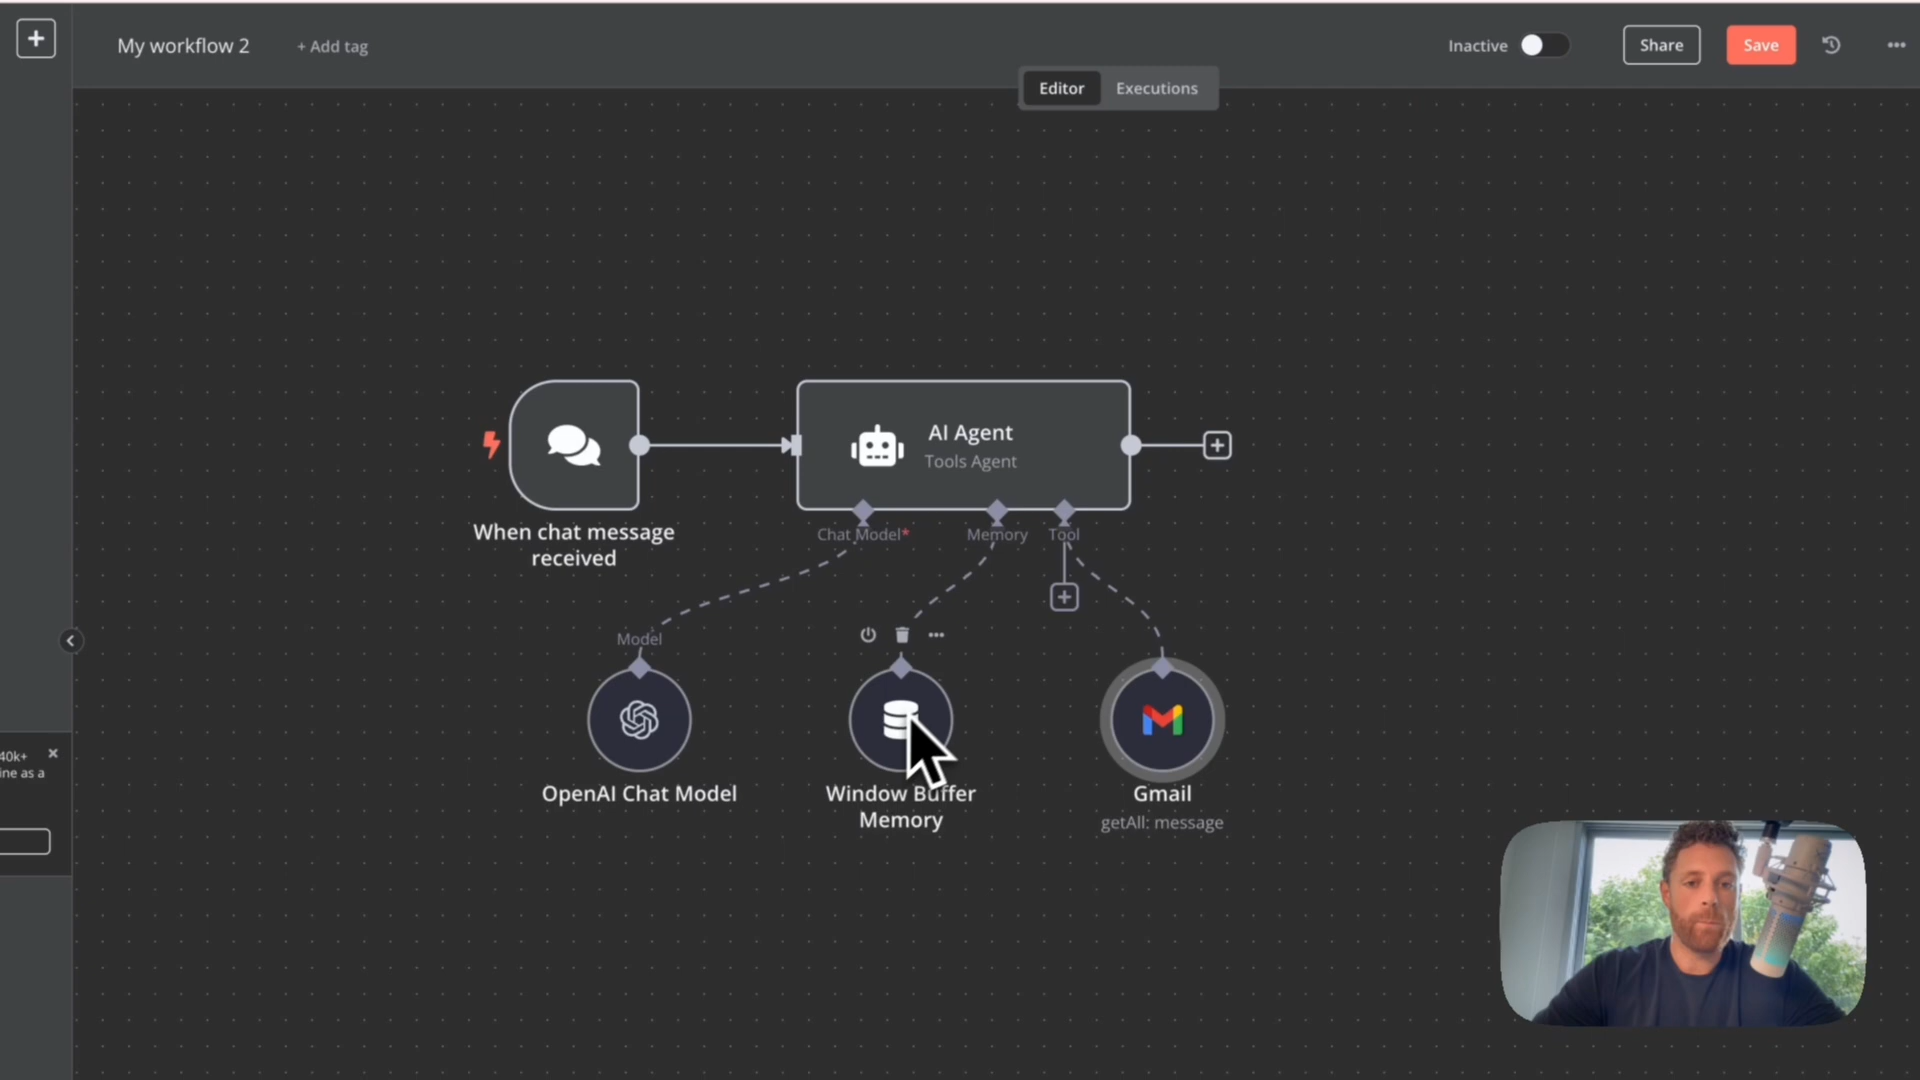 My workflow 2
+ Add tag
Inactive
Share
Save
Editor
Executions
AI Agent
Tools Agent
When chat message
received
Chat Model*
Memory
Tool
Model
OpenAI Chat Model
Window Buffer
Memory
Gmail
getAll: message
40k+
ine as a